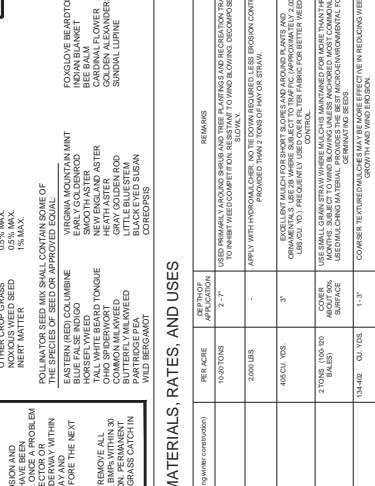 SION AND
HAVE BEEN
. ONCE A PROBLEM
ECTOR OR
DERWAY WITHIN
AY AND
FORE THE NEXT
REMOVE ALL
BMPs WITHIN 30
ON. PERMANENT
GRASS CATCH IN
OTHER CROP GRASS 0.5% MAX.
NOXIOUS WEED SEED 0.5% MAX.
INERT MATTER 1% MAX.
POLLINATOR SEED MIX SHALL CONTAIN SOME OF
THE SPECIES OF SEED OR APPROVED EQUAL:
EASTERN (RED) COLUMBINE
BLUE FALSE INDIGO
HORSEFLYWEED
TALL WHITE BEARD TONGUE
OHIO SPIDERWORT
COMMON MILKWEED
BUTTERFLY MILKWEED
PARTRIDGE PEA
WILD BERGAMOT
VIRGINIA MOUNTAIN MINT
EARLY GOLDENROD
SMOOTH ASTER
NEW ENGLAND ASTER
HEATH ASTER
GRAY GOLDEN ROD
LITTLE BLUESTEM
BLACK EYED SUSAN
COREOPSIS
FOXGLOVE BEARDTO
INDIAN BLANKET
BEE BALM
CARDINAL FLOWER
GOLDEN ALEXANDER
SUNDIAL LUPINE
MATERIALS, RATES, AND USES
ng winter construction) PER ACRE DEPTH OF APPLICATION REMARKS
10-20 TONS 2 - 7" USED PRIMARILY AROUND SHRUB AND TREE PLANTINGS AND RECREATION TRA
TO INHIBIT WEED COMPETITION. RESISTANT TO WIND BLOWING. DECOMPOSE
SLOWLY.
2,000 LBS. - APPLY WITH HYDROMULCHER. NO TIE DOWN REQUIRED. LESS EROSION CONT
PROVIDED THAN 2 TONS OF HAY OR STRAW.
405 CU. YDS. 3" EXCELLENT MULCH FOR SHORT SLOPES AND AROUND PLANTS AND
ORNAMENTALS. USE 2B WHERE SUBJECT TO TRAFFIC. (APPROXIMATELY 2,0
LBS./CU. YD.). FREQUENTLY USED OVER FILTER FABRIC FOR BETTER WEED
CONTROL.
2 TONS (100-120 BALES) COVER ABOUT 90% SURFACE USE SMALL GRAIN STRAW WHERE MULCH IS MAINTAINED FOR MORE THAN TH
MONTHS. SUBJECT TO WIND BLOWING UNLESS ANCHORED. MOST COMMONL
USED MULCHING MATERIAL. PROVIDES THE BEST MICRO-ENVIRONMENTAL FO
GERMINATING SEEDS.
134-402 CU. YDS. 1 - 3" COARSER TEXTURED MULCHES MAY BE MORE EFFECTIVE IN REDUCING WEE
GROWTH AND WIND EROSION.